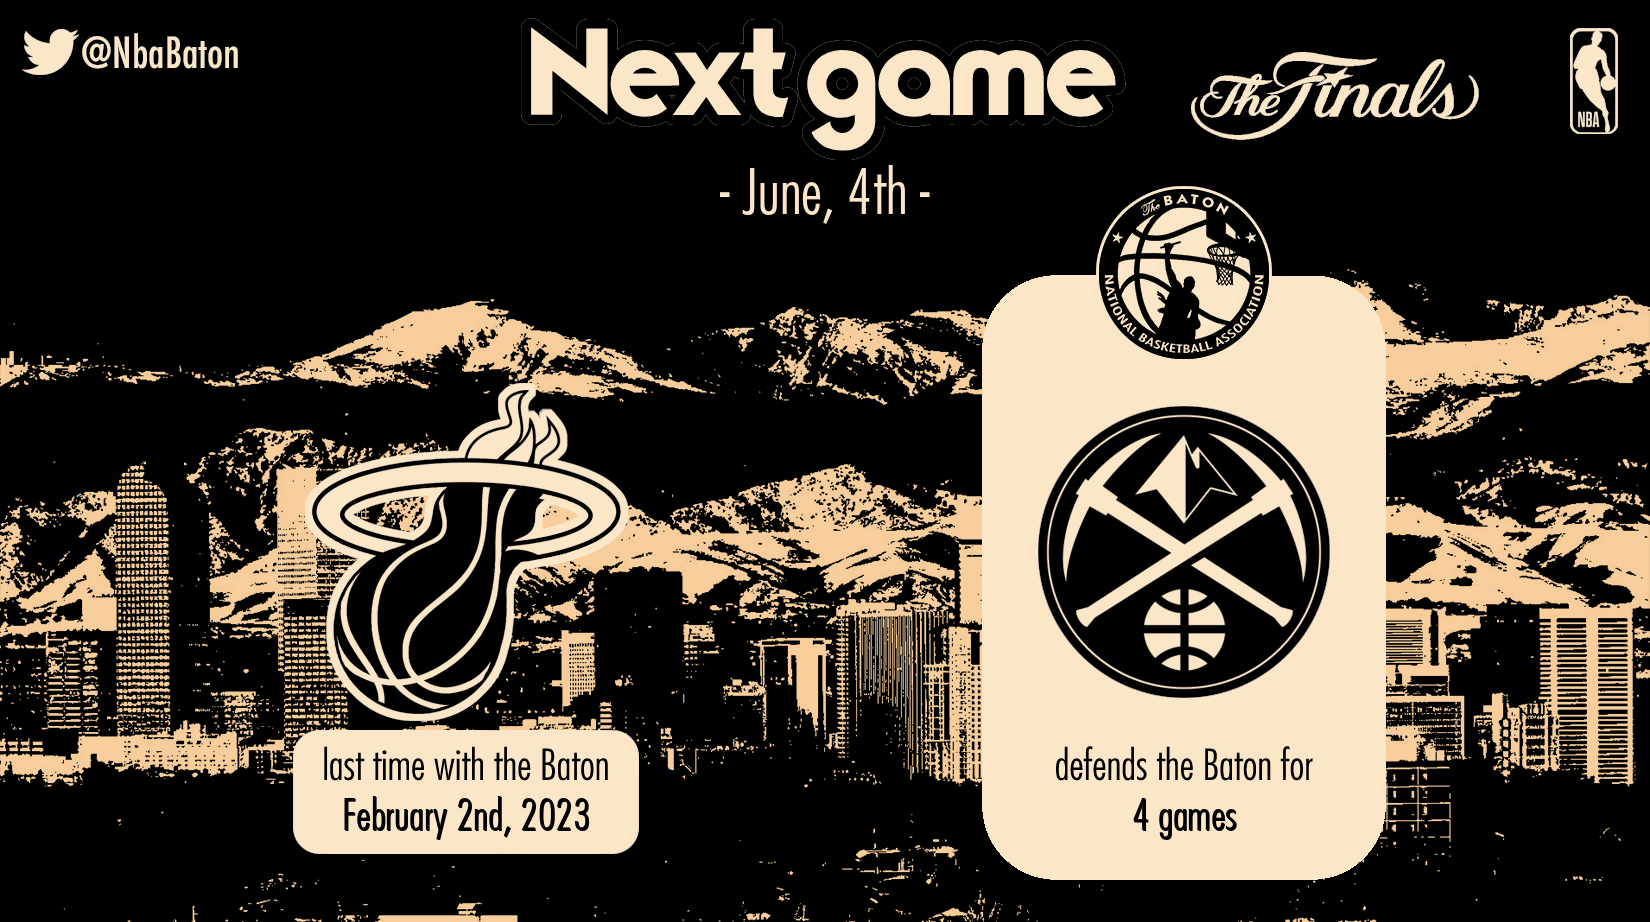 @NbaBaton
Next game
The Finals
NBA
- June, 4th -
The BATON
NATIONAL BASKETBALL ASSOCIATION
last time with the Baton
February 2nd, 2023
defends the Baton for
4 games